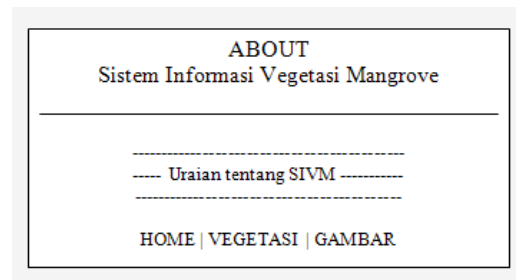 ABOUT
Sistem Informasi Vegetasi Mangrove
---------------------------------------------
----- Uraian tentang SIVM -----------
--------------------------------------------
HOME | VEGETASI | GAMBAR